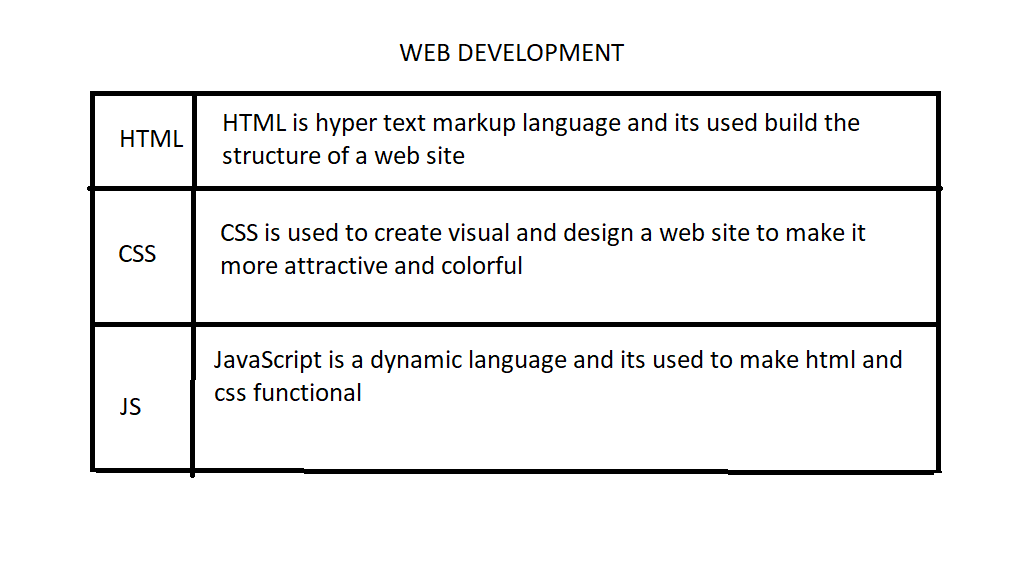 WEB DEVELOPMENT
HTML
HTML is hyper text markup language and its used build the
structure of a web site
CSS
CSS is used to create visual and design a web site to make it
more attractive and colorful
JS
JavaScript is a dynamic language and its used to make html and
css functional